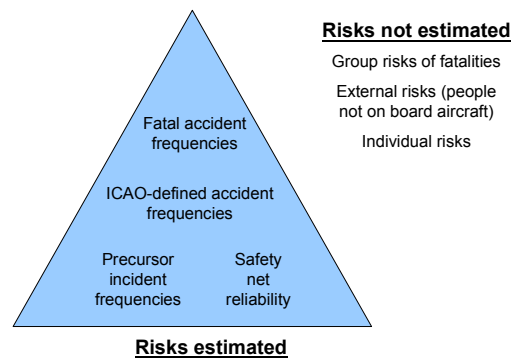 Risks not estimated
Group risks of fatalities
External risks (people
not on board aircraft)
Individual risks
Fatal accident
frequencies
ICAO-defined accident
frequencies
Precursor
incident
frequencies
Safety
net
reliability
Risks estimated